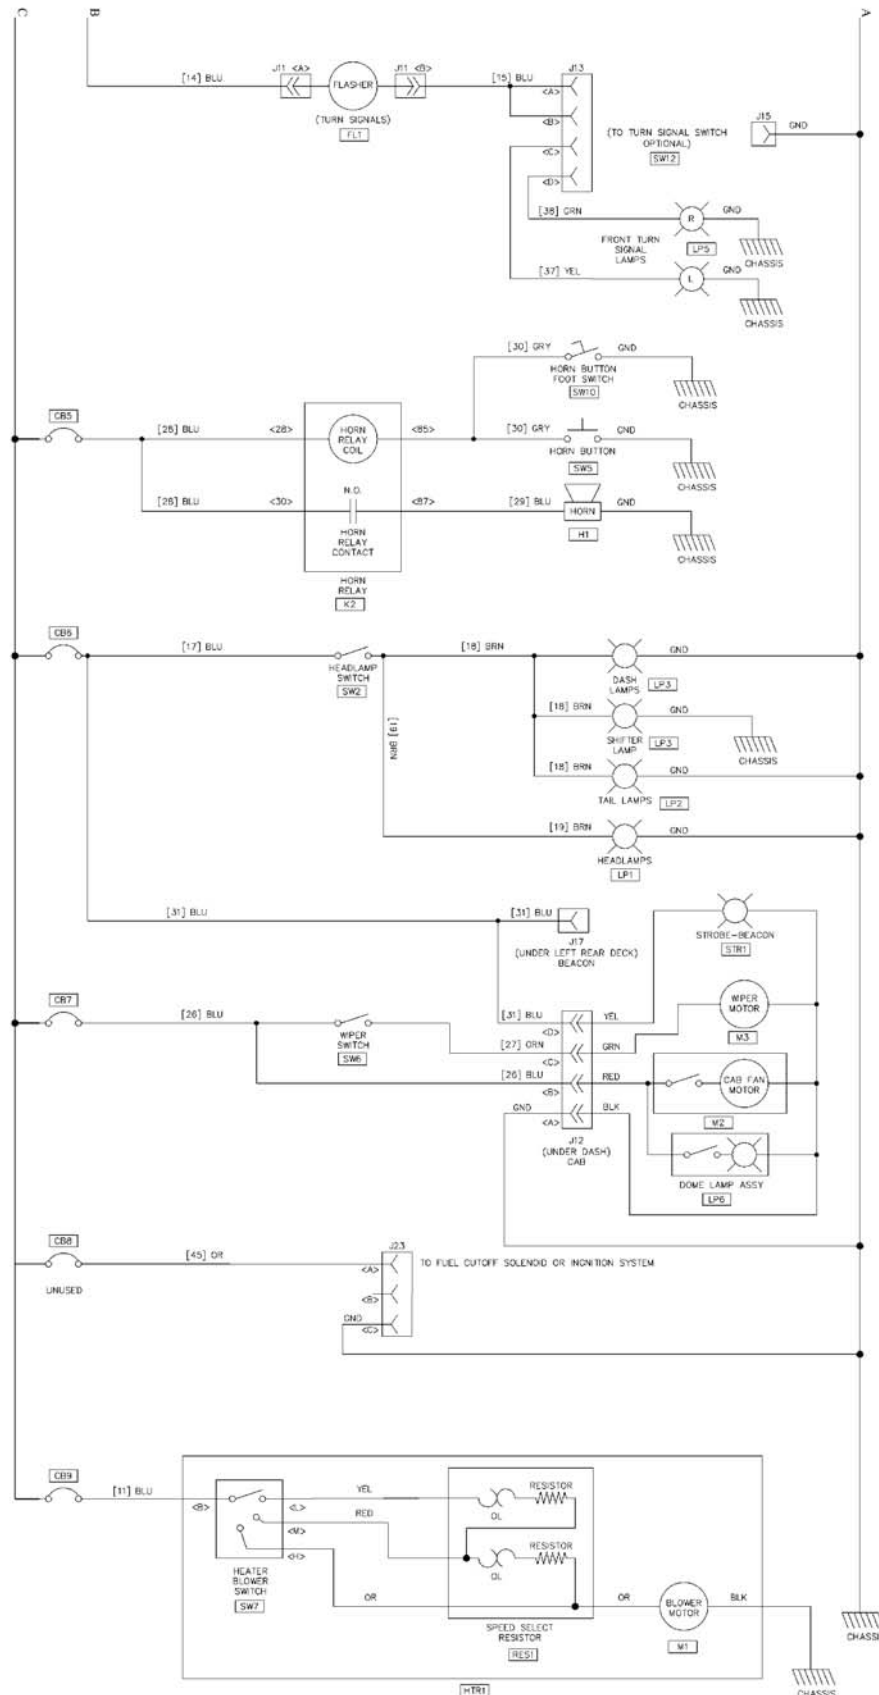 C
B
A
[14] BLU
J11 <A>
FLASHER
J11 <B>
(TURN SIGNALS)
FL1
[15] BLU
J13
<A>
<B>
<C>
<D>
(TO TURN SIGNAL SWITCH
OPTIONAL)
SW12
J15
GND
[38] GRN
R
GND
FRONT TURN
SIGNAL
LAMPS
LP5
CHASSIS
[37] YEL
L
GND
CHASSIS
[30] GRY
GND
HORN BUTTON
FOOT SWITCH
SW10
CHASSIS
CB5
[28] BLU
<28>
HORN
RELAY
COIL
<85>
[30] GRY
GND
HORN BUTTON
SW5
CHASSIS
[28] BLU
<30>
N.O.
<87>
[29] BLU
HORN
GND
H1
CHASSIS
HORN
RELAY
CONTACT
HORN
RELAY
K2
CB6
[17] BLU
HEADLAMP
SWITCH
SW2
[18] BRN
GND
DASH
LAMPS
LP3
[19] BRN
[18] BRN
GND
SHIFTER
LAMP
LP3
CHASSIS
[18] BRN
GND
TAIL LAMPS
LP2
[19] BRN
GND
HEADLAMPS
LP1
[31] BLU
[31] BLU
J17
(UNDER LEFT REAR DECK)
BEACON
STROBE-BEACON
STR1
CB7
[26] BLU
WIPER
SWITCH
SW6
[31] BLU
<D>
YEL
WIPER
MOTOR
M3
[27] ORN
<C>
GRN
[26] BLU
<B>
RED
CAB FAN
MOTOR
M2
GND
<A>
BLK
J12
(UNDER DASH)
CAB
DOME LAMP ASSY
LP6
CB8
UNUSED
[45] OR
J23
<A>
<B>
GND
<C>
TO FUEL CUTOFF SOLENOID OR INGNITION SYSTEM
CB9
[11] BLU
<B>
<L>
<M>
<H>
HEATER
BLOWER
SWITCH
SW7
YEL
RED
OR
RESISTOR
OL
RESISTOR
OL
SPEED SELECT
RESISTOR
RES1
OR
BLOWER
MOTOR
M1
BLK
CHASSIS
CHASSIS
HTR1